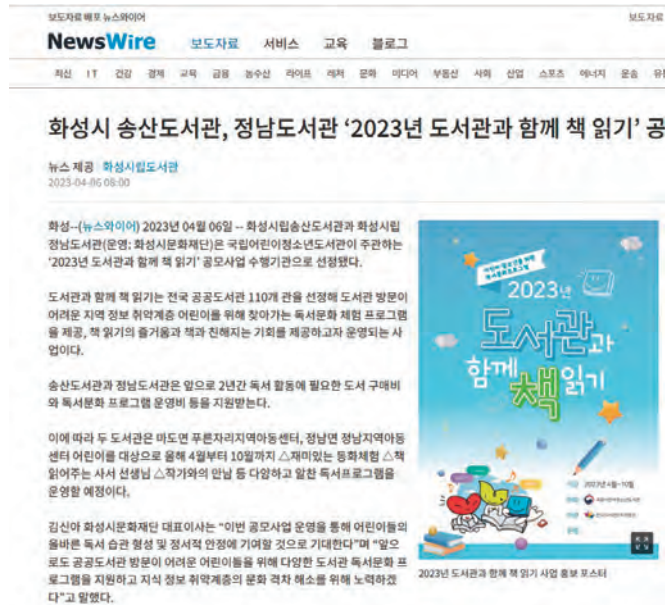 보도자료 배포 뉴스와이어
보도자료
NewsWire 보도자료 서비스 교육 블로그
최신 IT 건강 경제 교육 금융 농수산 라이프 레저 문화 미디어 부동산 사회 산업 스포츠 에너지 운송
화성시 송산도서관, 정남도서관 ‘2023년 도서관과 함께 책 읽기’ 공
뉴스 제공 화성시립도서관
2023-04-06 08:00
화성--(뉴스와이어) 2023년 04월 06일 -- 화성시립송산도서관과 화성시립
정남도서관(운영: 화성시문화재단)은 국립어린이청소년도서관이 주관하는
‘2023년 도서관과 함께 책 읽기’ 공모사업 수행기관으로 선정됐다.
도서관과 함께 책 읽기는 전국 공공도서관 110개 관을 선정해 도서관 방문이
어려운 지역 정보 취약계층 어린이를 위해 찾아가는 독서문화 체험 프로그램
을 제공, 책 읽기의 즐거움과 책과 친해지는 기회를 제공하고자 운영되는 사
업이다.
송산도서관과 정남도서관은 앞으로 2년간 독서 활동에 필요한 도서 구매비
와 독서문화 프로그램 운영비 등을 지원받는다.
이에 따라 두 도서관은 마도면 푸른자리지역아동센터, 정남면 정남지역아동
센터 어린이를 대상으로 올해 4월부터 10월까지 △재미있는 동화체험 △책
읽어주는 사서 선생님 △작가와의 만남 등 다양하고 알찬 독서프로그램을
운영할 예정이다.
김신아 화성시문화재단 대표이사는 “이번 공모사업 운영을 통해 어린이들의
올바른 독서 습관 형성 및 정서적 안정에 기여할 것으로 기대한다”며 “앞으
로도 공공도서관 방문이 어려운 어린이들을 위해 다양한 도서관 독서문화 프
로그램을 지원하고 지식 정보 취약계층의 문화 격차 해소를 위해 노력하겠
다”고 말했다.
2023년
도서관과
함께 책 읽기
2023년 4월~10월
2023년 도서관과 함께 책 읽기 사업 홍보 포스터